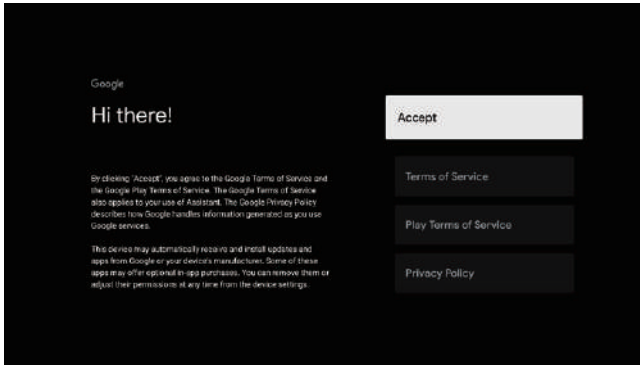 Google
Hi there!
By clicking "Accept", you agree to the Google Terms of Service and
the Google Play Terms of Service. The Google Terms of Service
also applies to your use of Assistant. The Google Privacy Policy
describes how Google handles information generated as you use
Google services.
This device may automatically receive and install updates and
apps from Google or your device's manufacturer. Some of these
apps may offer optional in-app purchases. You can remove them or
adjust their permissions at any time from the device settings.
Accept
Terms of Service
Play Terms of Service
Privacy Policy